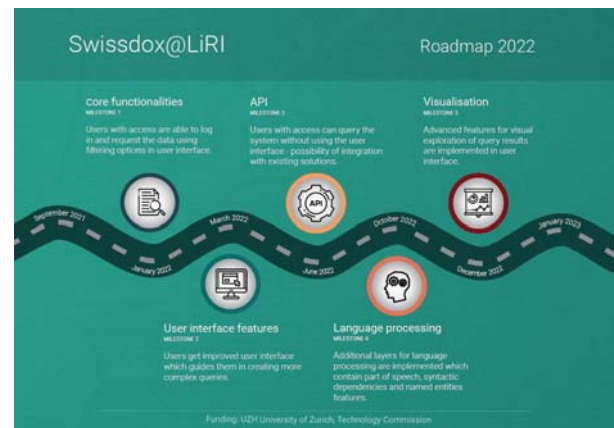 Swissdox@LiRI
Roadmap 2022
core functionalities
MILESTONE 1
Users with access are able to log
in and request the data using
filtering options in user interface.
API
MILESTONE 3
Users with access can query the
system without using the user
interface - possibility of integration
with existing solutions.
Visualisation
MILESTONE 5
Advanced features for visual
exploration of query results
are implemented in user
interface.
API
September 2021
January 2022
March 2022
June 2022
October 2022
December 2022
January 2023
User interface features
MILESTONE 2
Users get improved user interface
which guides them in creating more
complex queries.
Language processing
MILESTONE 4
Additional layers for language
processing are implemented which
contain part of speech, syntactic
dependencies and named entities
features.
Funding: UZH University of Zurich, Technology Commission